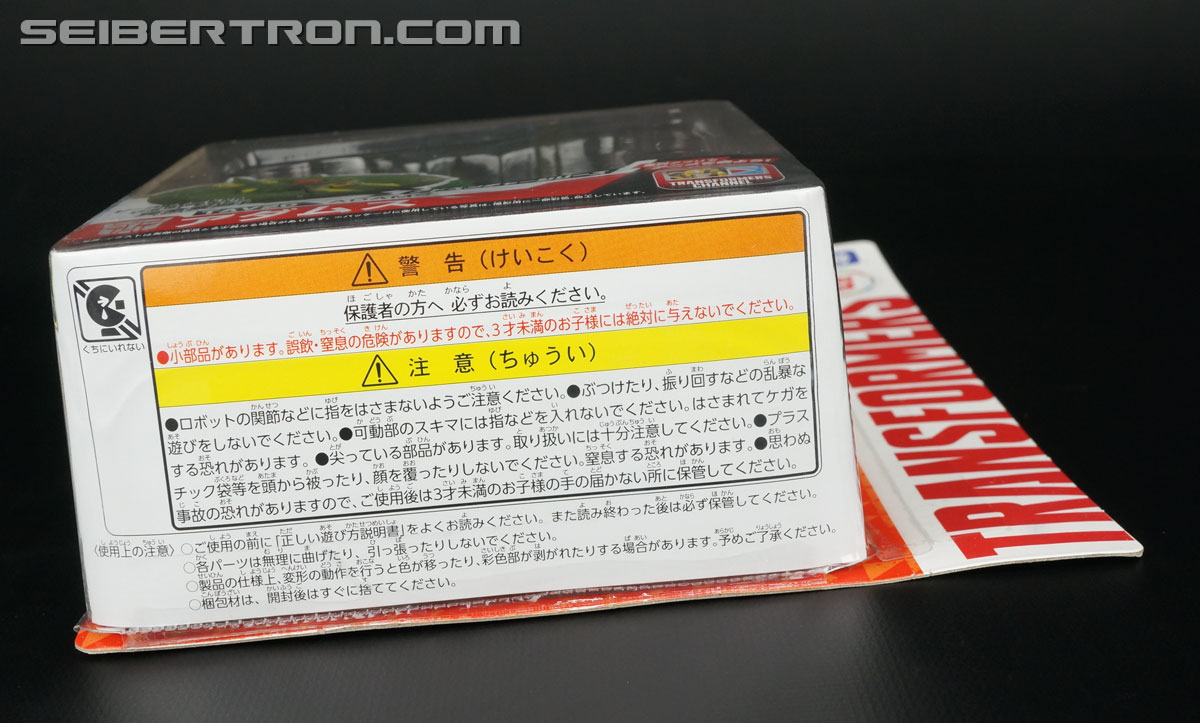 SEIBERTRON.com
TRANSFORMERS
CHANNEL
くちにいれない
警 告（けいこく）
保護者の方へ 必ずお読みください。
●小部品があります。誤飲・窒息の危険がありますので、3才未満のお子様には絶対に与えないでください。
注 意（ちゅうい）
●ロボットの関節などに指をはさまないようご注意ください。●ぶつけたり、振り回すなどの乱暴な
遊びをしないでください。●可動部のスキマには指などを入れないでください。はさまれてケガを
する恐れがあります。●尖っている部品があります。取り扱いには十分注意してください。●プラス
チック袋等を頭から被ったり、顔を覆ったりしないでください。窒息する恐れがあります。●思わぬ
事故の恐れがありますので、ご使用後は3才未満のお子様の手の届かない所に保管してください。
〈使用上の注意〉○ご使用の前に「正しい遊び方説明書」をよくお読みください。また読み終わった後は必ず保管してください。
○各パーツは無理に曲げたり、引っ張ったりしないでください。
○製品の仕様上、変形の動作を行うと色が移ったり、彩色部が剥がれたりする場合があります。予めご了承ください。
○梱包材は、開封後はすぐに捨ててください。
TRANSFORMERS